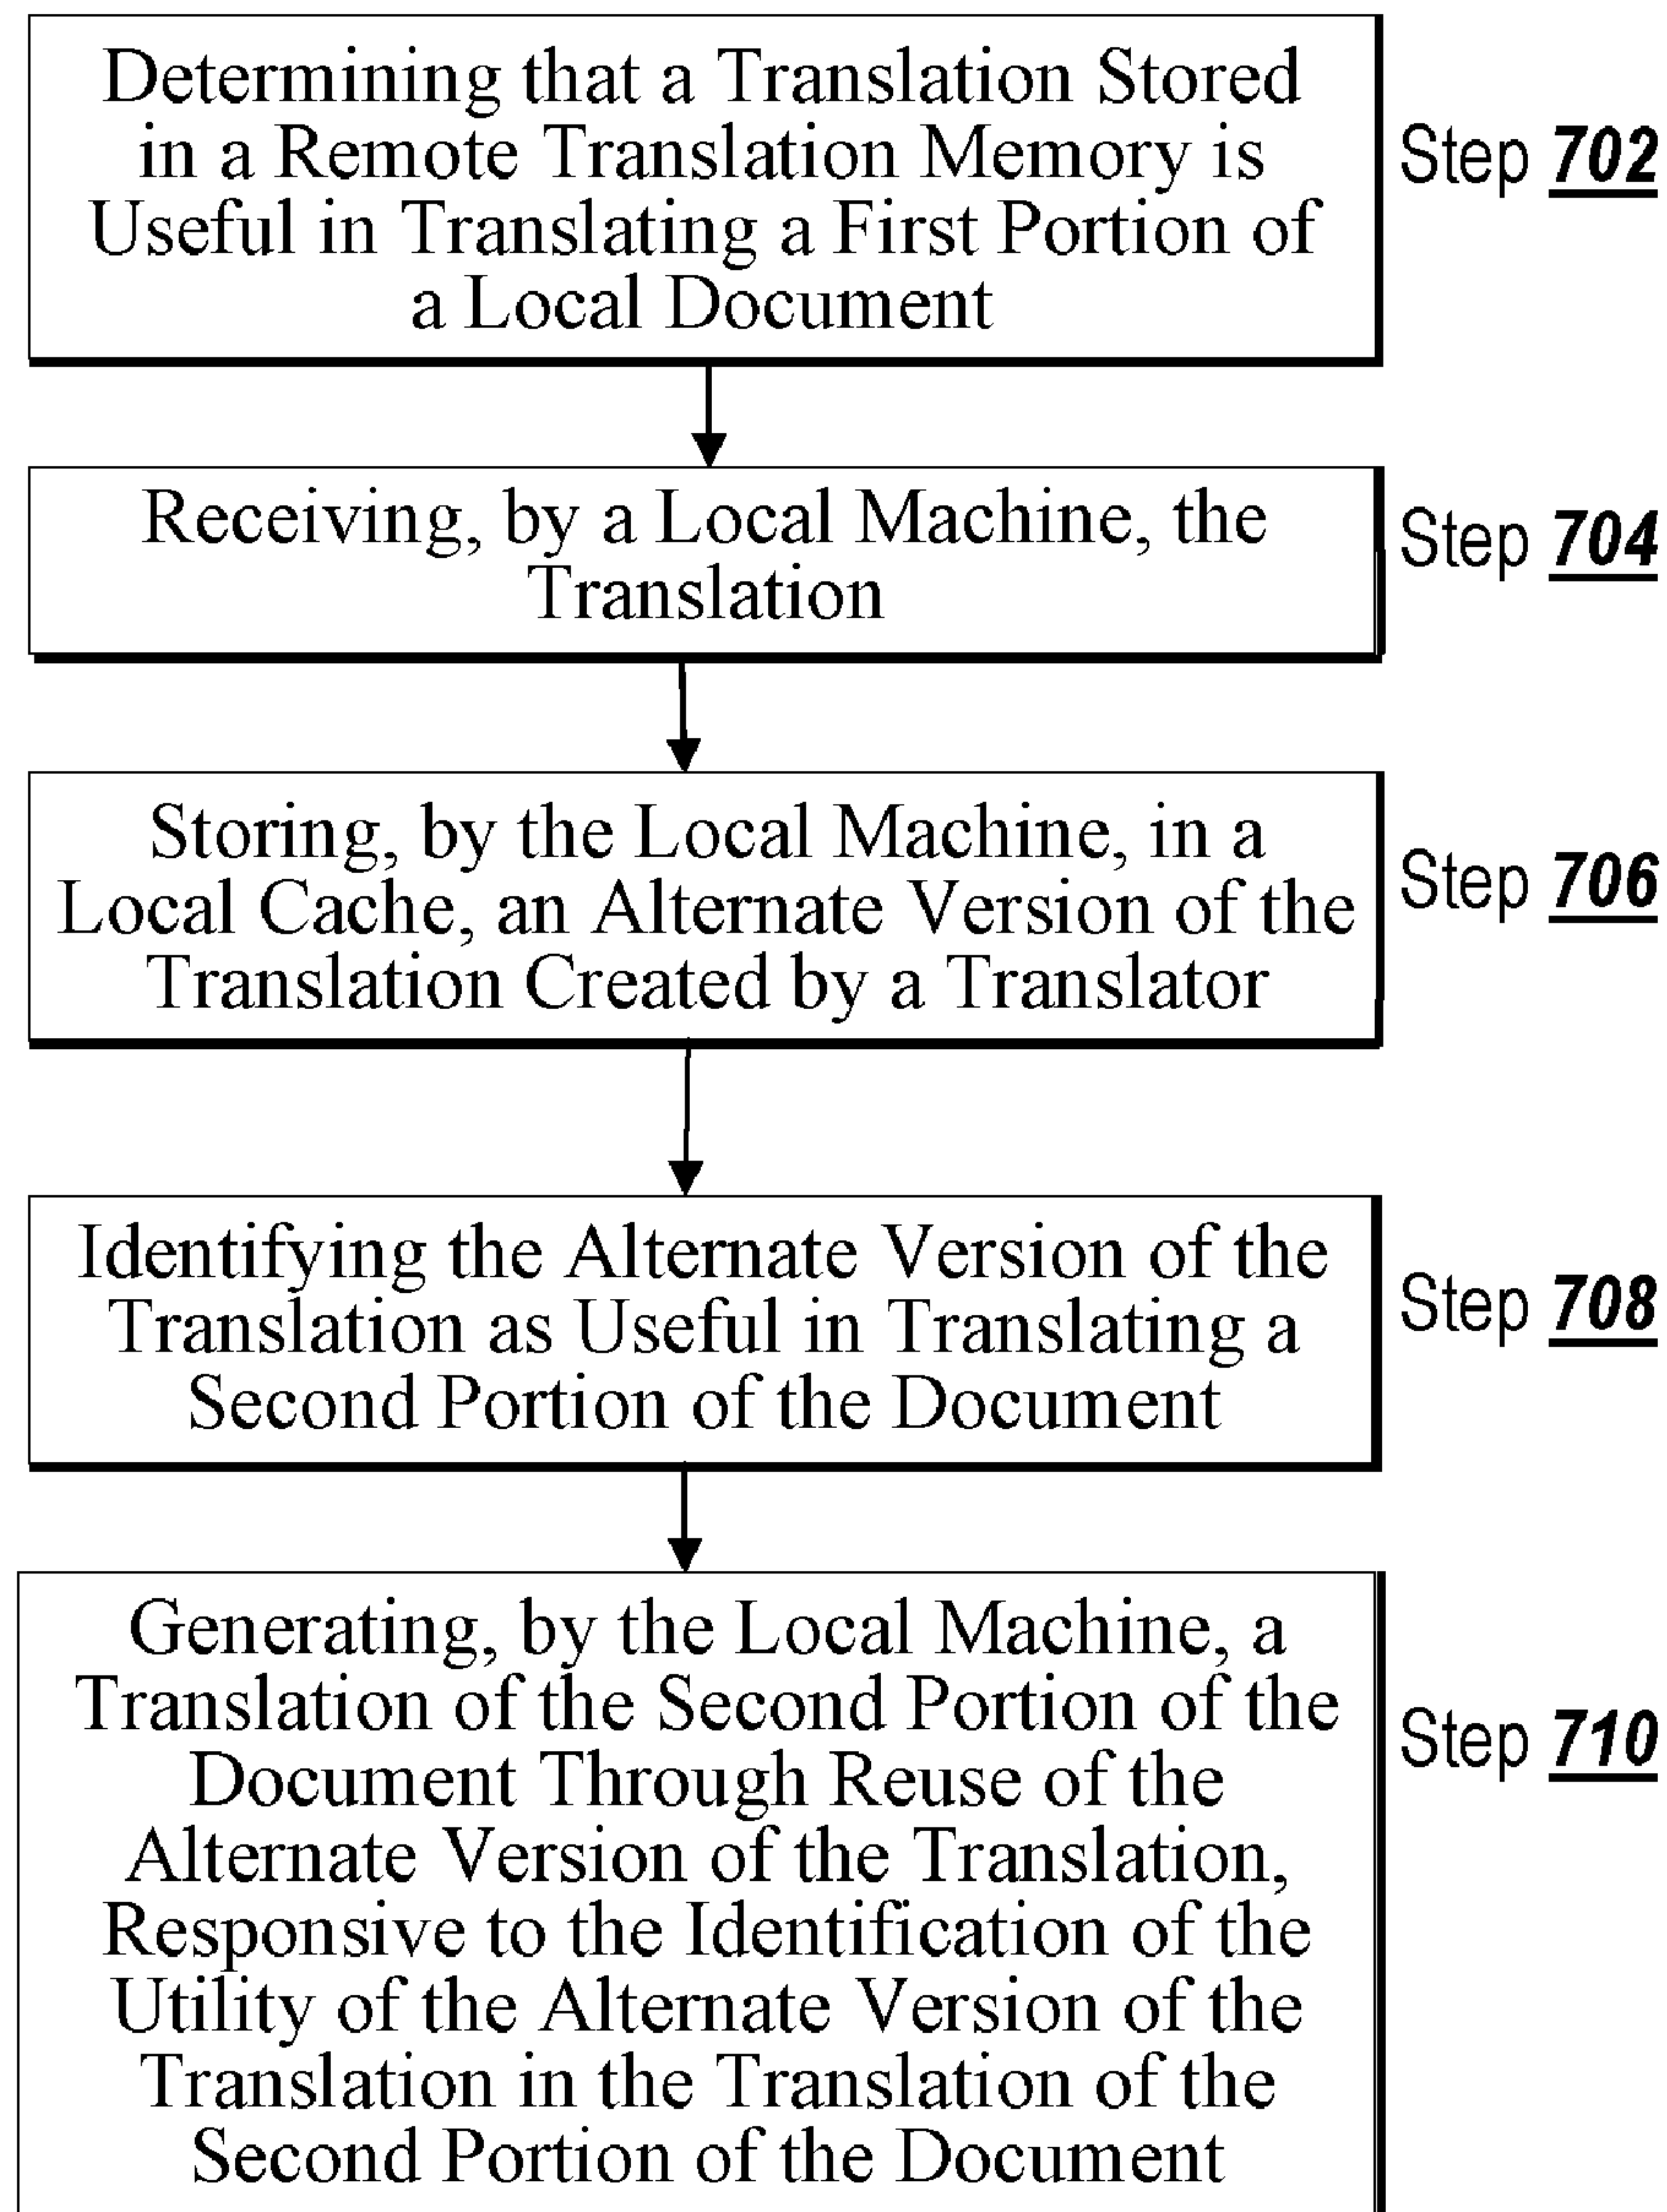 Determining that a Translation Stored
in a Remote Translation Memory is
Useful in Translating a First Portion of
a Local Document
Step 702
Receiving, by a Local Machine, the
Translation
Step 704
Storing, by the Local Machine, in a
Local Cache, an Alternate Version of the
Translation Created by a Translator
Step 706
Identifying the Alternate Version of the
Translation as Useful in Translating a
Second Portion of the Document
Step 708
Generating, by the Local Machine, a
Translation of the Second Portion of the
Document Through Reuse of the
Alternate Version of the Translation,
Responsive to the Identification of the
Utility of the Alternate Version of the
Translation in the Translation of the
Second Portion of the Document
Step 710